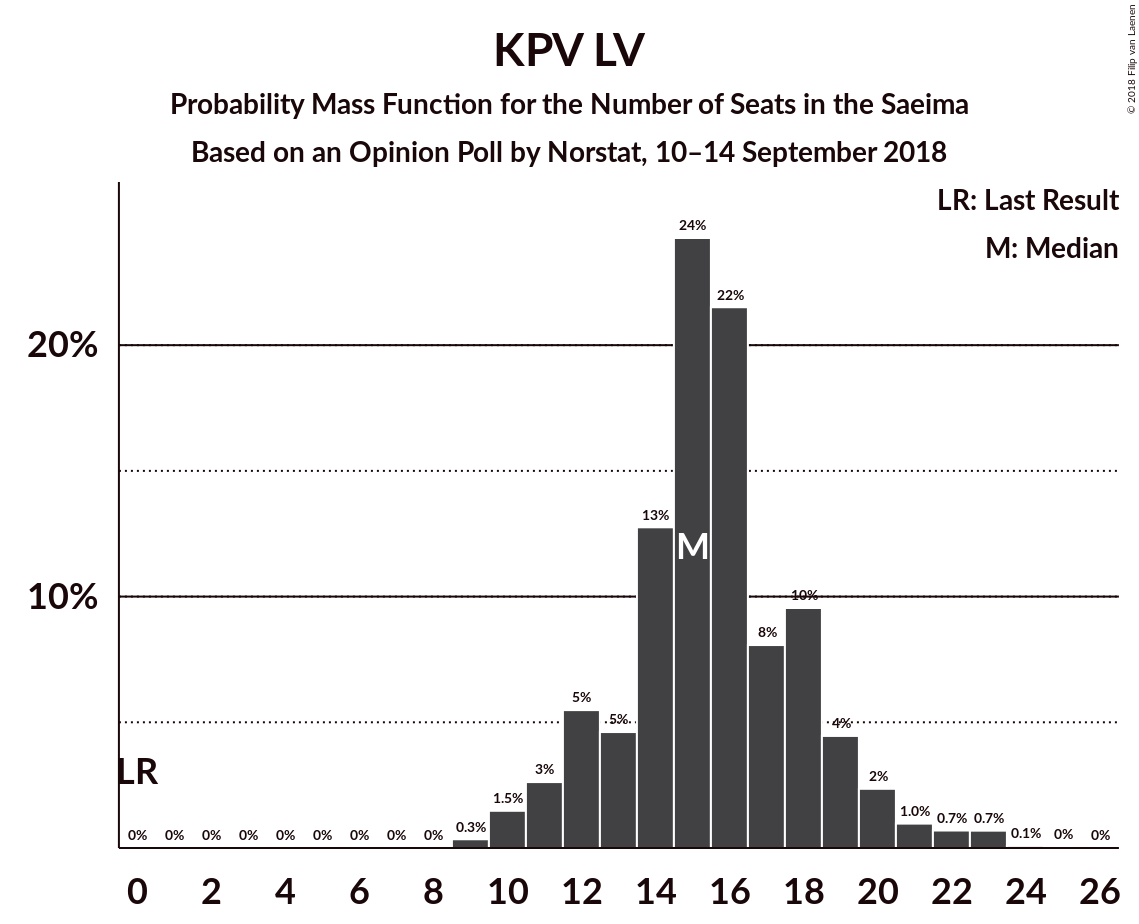 KPV LV
Probability Mass Function for the Number of Seats in the Saeima
Based on an Opinion Poll by Norstat, 10–14 September 2018
© 2018 Filip van Laenen
LR: Last Result
M: Median
20%
10%
24%
22%
13%
M
10%
8%
5%
5%
4%
LR
3%
2%
1.5%
1.0%
0.7%
0.7%
0% 0% 0% 0% 0% 0% 0% 0% 0% 0.3%
0.1% 0% 0%
0 2 4 6 8 10 12 14 16 18 20 22 24 26